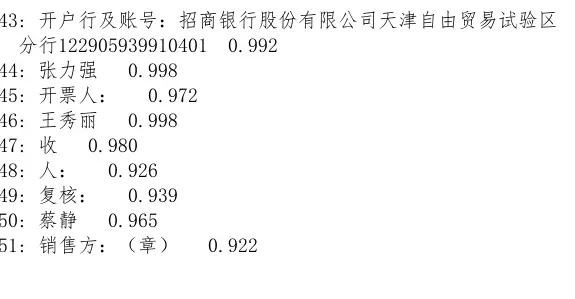 43: 开户行及账号: 招商银行股份有限公司天津自由贸易试验区
分行122905939910401 0.992
44: 张力强 0.998
45: 开票人: 0.972
46: 王秀丽 0.998
47: 收 0.980
48: 人: 0.926
49: 复核: 0.939
50: 蔡静 0.965
51: 销售方: (章) 0.922